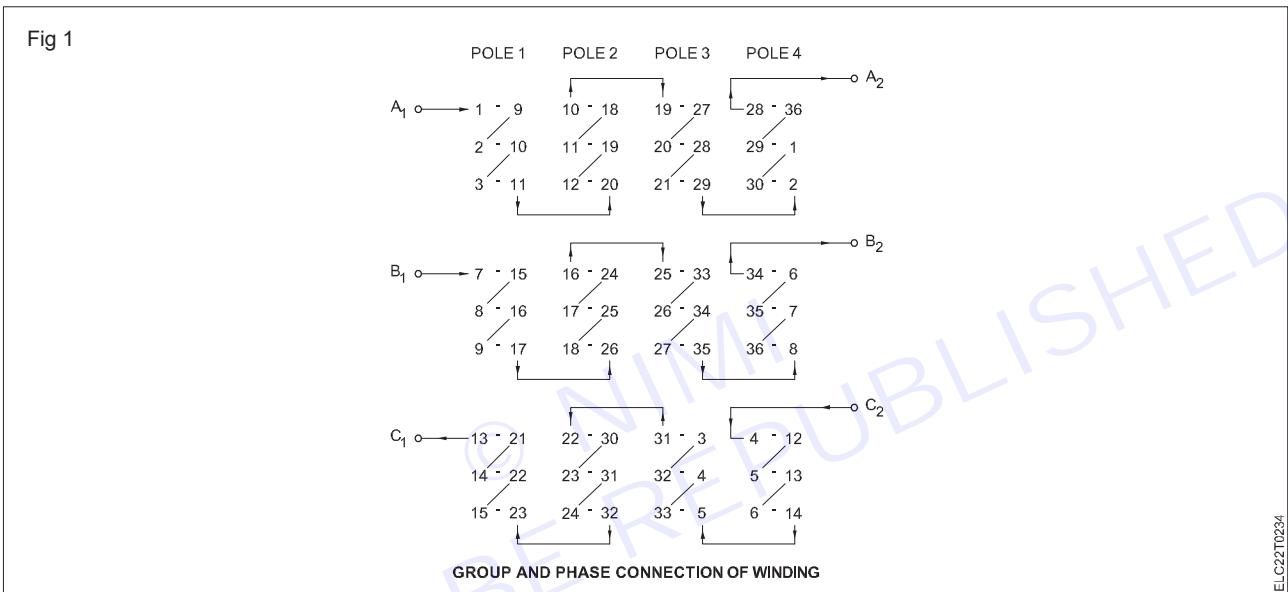 Fig 1
POLE 1 POLE 2 POLE 3 POLE 4
A1 1 - 9 10 - 18 19 - 27 28 - 36 A2
2 - 10 11 - 19 20 - 28 29 - 1
3 - 11 12 - 20 21 - 29 30 - 2
B1 7 - 15 16 - 24 25 - 33 34 - 6 B2
8 - 16 17 - 25 26 - 34 35 - 7
9 - 17 18 - 26 27 - 35 36 - 8
C1 13 - 21 22 - 30 31 - 3 4 - 12 C2
14 - 22 23 - 31 32 - 4 5 - 13
15 - 23 24 - 32 33 - 5 6 - 14
GROUP AND PHASE CONNECTION OF WINDING
ELC22T0234
© NIMI
BE REPUBLISHED